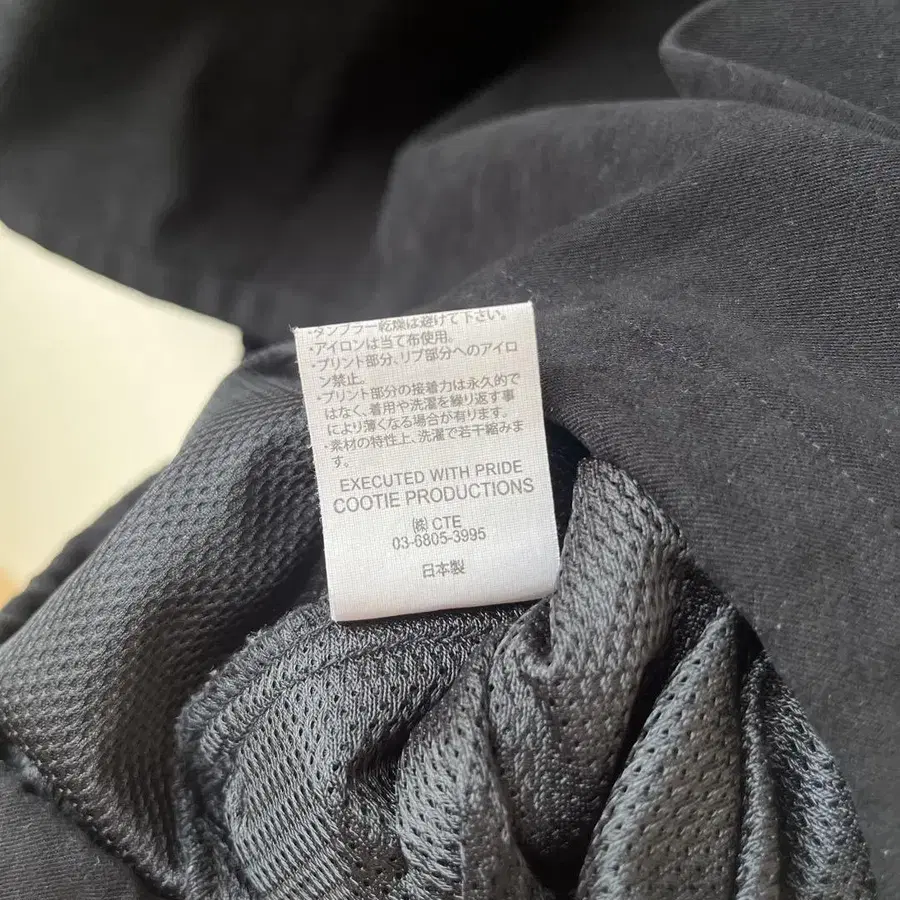 ・タンブラー乾燥は避けて下さい。
・アイロンは当て布使用。
・プリント部分、リブ部分へのアイロ
ン禁止。
・プリント部分の接着力は永久的で
はなく、着用や洗濯を繰り返す事
により薄くなる場合が有ります。
・素材の特性上、洗濯で若干縮みま
す。
EXECUTED WITH PRIDE
COOTIE PRODUCTIONS
㈱ CTE
03-6805-3995
日本製